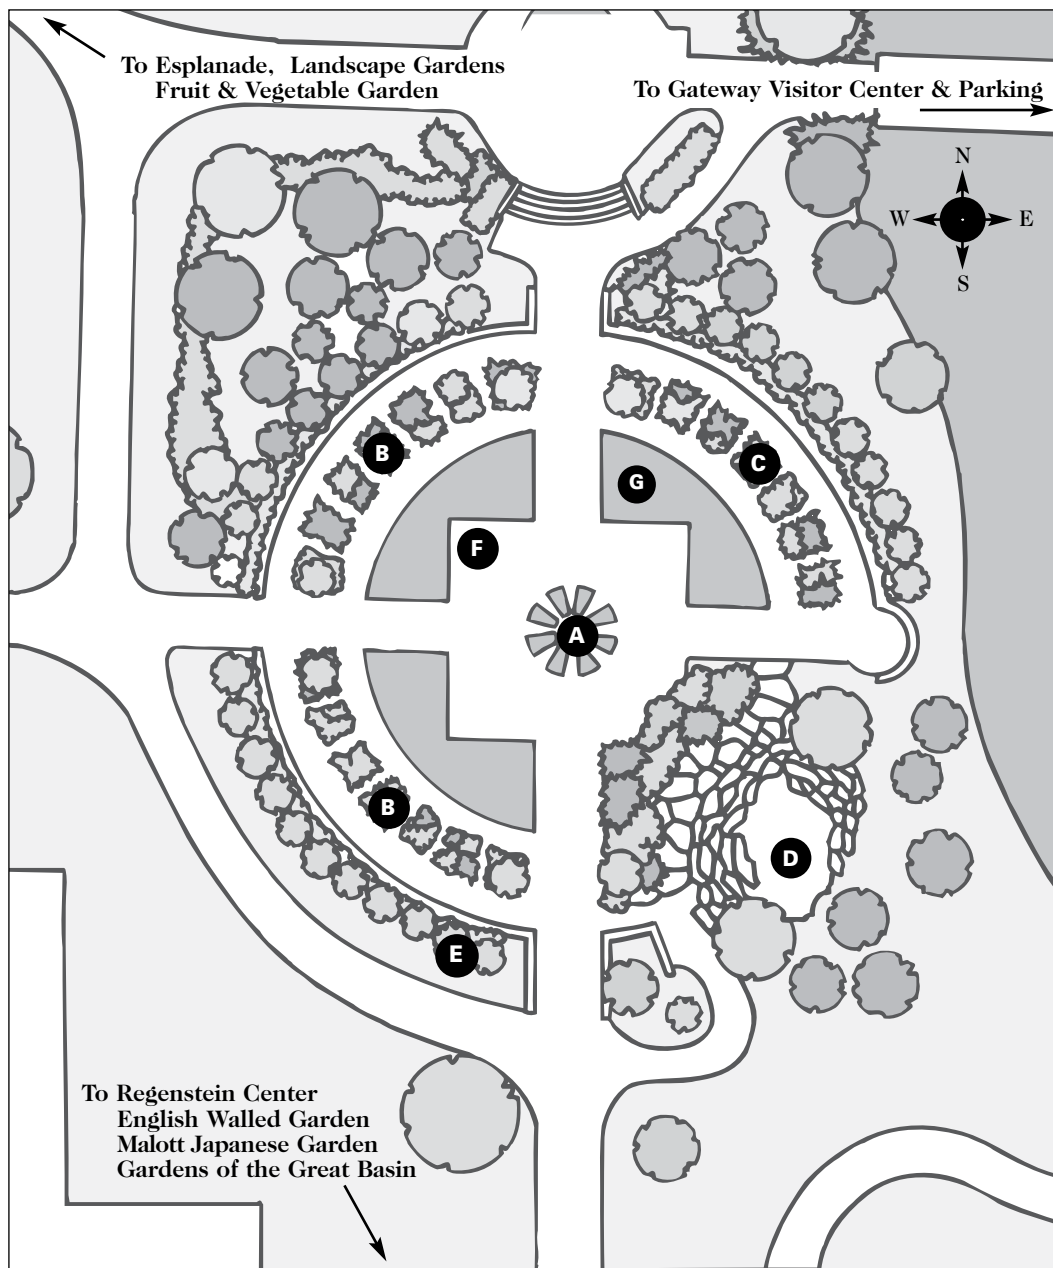 To Esplanade, Landscape Gardens
Fruit & Vegetable Garden
To Gateway Visitor Center & Parking
N
W E
S
B
C
G
F
A
B
D
E
To Regenstein Center
English Walled Garden
Malott Japanese Garden
Gardens of the Great Basin